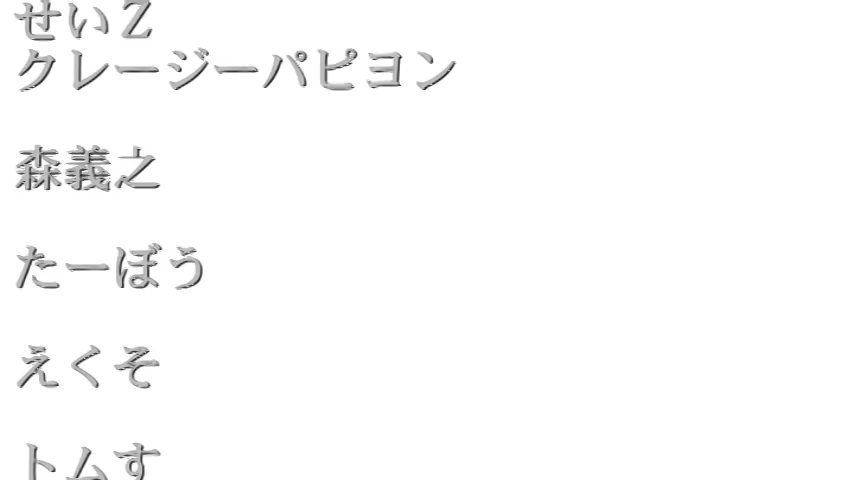 せいＺ
クレージーパピヨン
森義之
たーぼう
えくそ
トムす